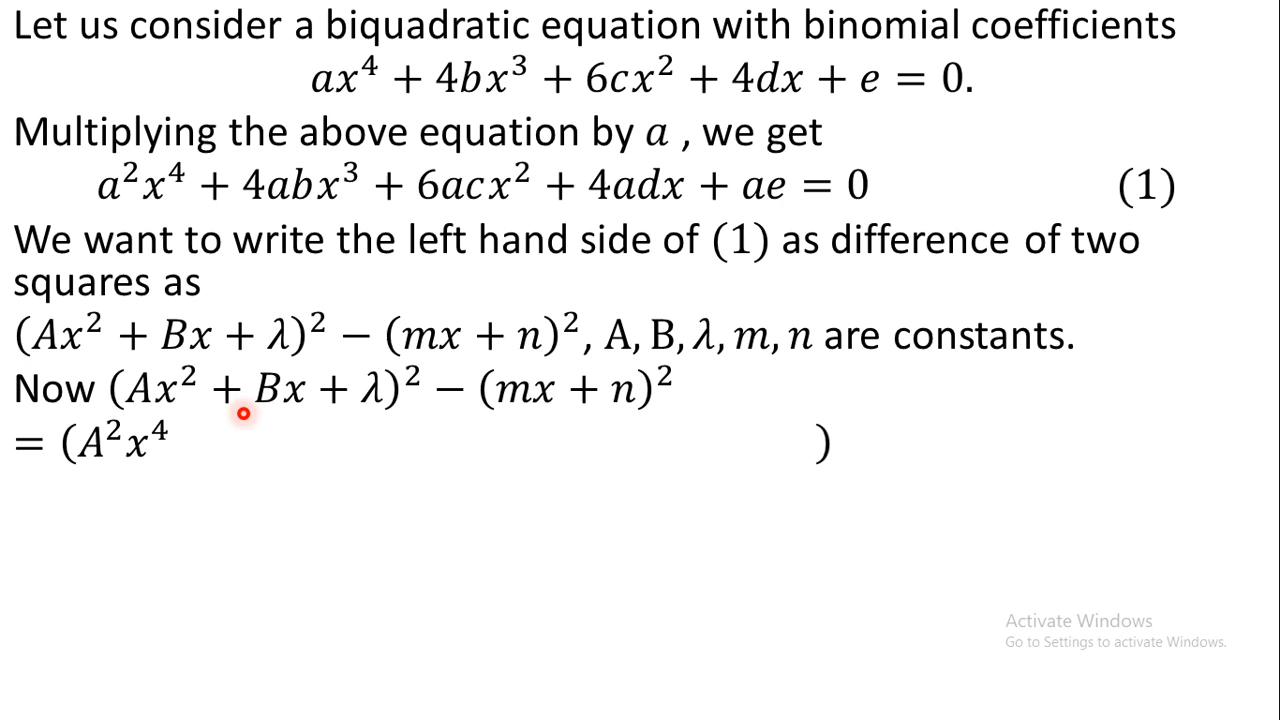 Let us consider a biquadratic equation with binomial coefficients
𝑎𝑥⁴ + 4𝑏𝑥³ + 6𝑐𝑥² + 4𝑑𝑥 + 𝑒 = 0.
Multiplying the above equation by 𝑎 , we get
𝑎²𝑥⁴ + 4𝑎𝑏𝑥³ + 6𝑎𝑐𝑥² + 4𝑎𝑑𝑥 + 𝑎𝑒 = 0 (1)
We want to write the left hand side of (1) as difference of two
squares as
(𝐴𝑥² + 𝐵𝑥 + 𝜆)² − (𝑚𝑥 + 𝑛)², A, B, 𝜆, 𝑚, 𝑛 are constants.
Now (𝐴𝑥² + 𝐵𝑥 + 𝜆)² − (𝑚𝑥 + 𝑛)²
= (𝐴²𝑥⁴ )
Activate Windows
Go to Settings to activate Windows.